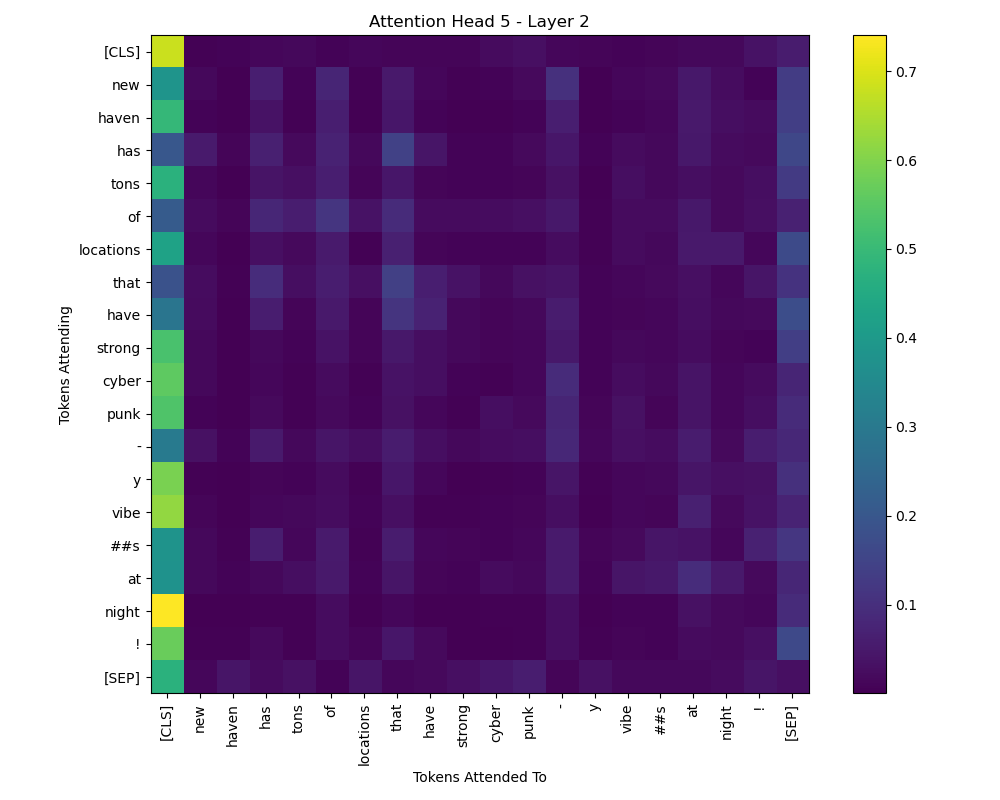 Attention Head 5 - Layer 2
Tokens Attending
[CLS]
new
haven
has
tons
of
locations
that
have
strong
cyber
punk
-
y
vibe
##s
at
night
!
[SEP]
[CLS]
new
haven
has
tons
of
locations
that
have
strong
cyber
punk
-
y
vibe
##s
at
night
!
[SEP]
Tokens Attended To
0.7
0.6
0.5
0.4
0.3
0.2
0.1